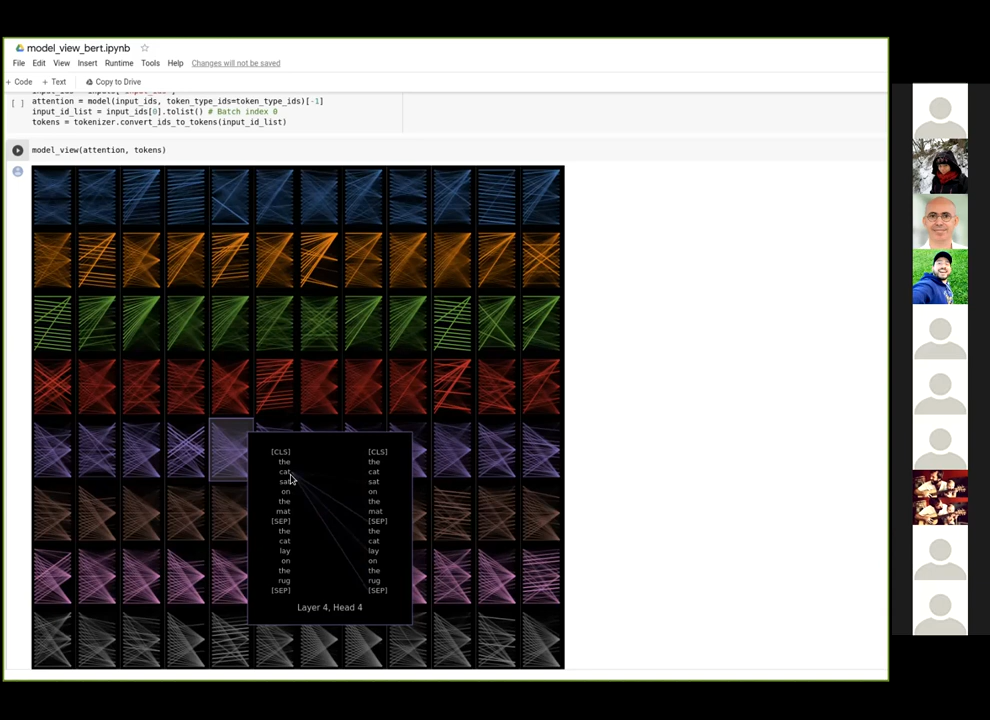 model_view_bert.ipynb
File Edit View Insert Runtime Tools Help Changes will not be saved
+ Code + Text Copy to Drive
[ ]
attention = model(input_ids, token_type_ids=token_type_ids)[-1]
input_id_list = input_ids[0].tolist() # Batch index 0
tokens = tokenizer.convert_ids_to_tokens(input_id_list)
model_view(attention, tokens)
[CLS] [CLS]
the the
cat cat
sat sat
on on
the the
mat mat
[SEP] [SEP]
the the
cat cat
lay lay
on on
the the
rug rug
[SEP] [SEP]
Layer 4, Head 4